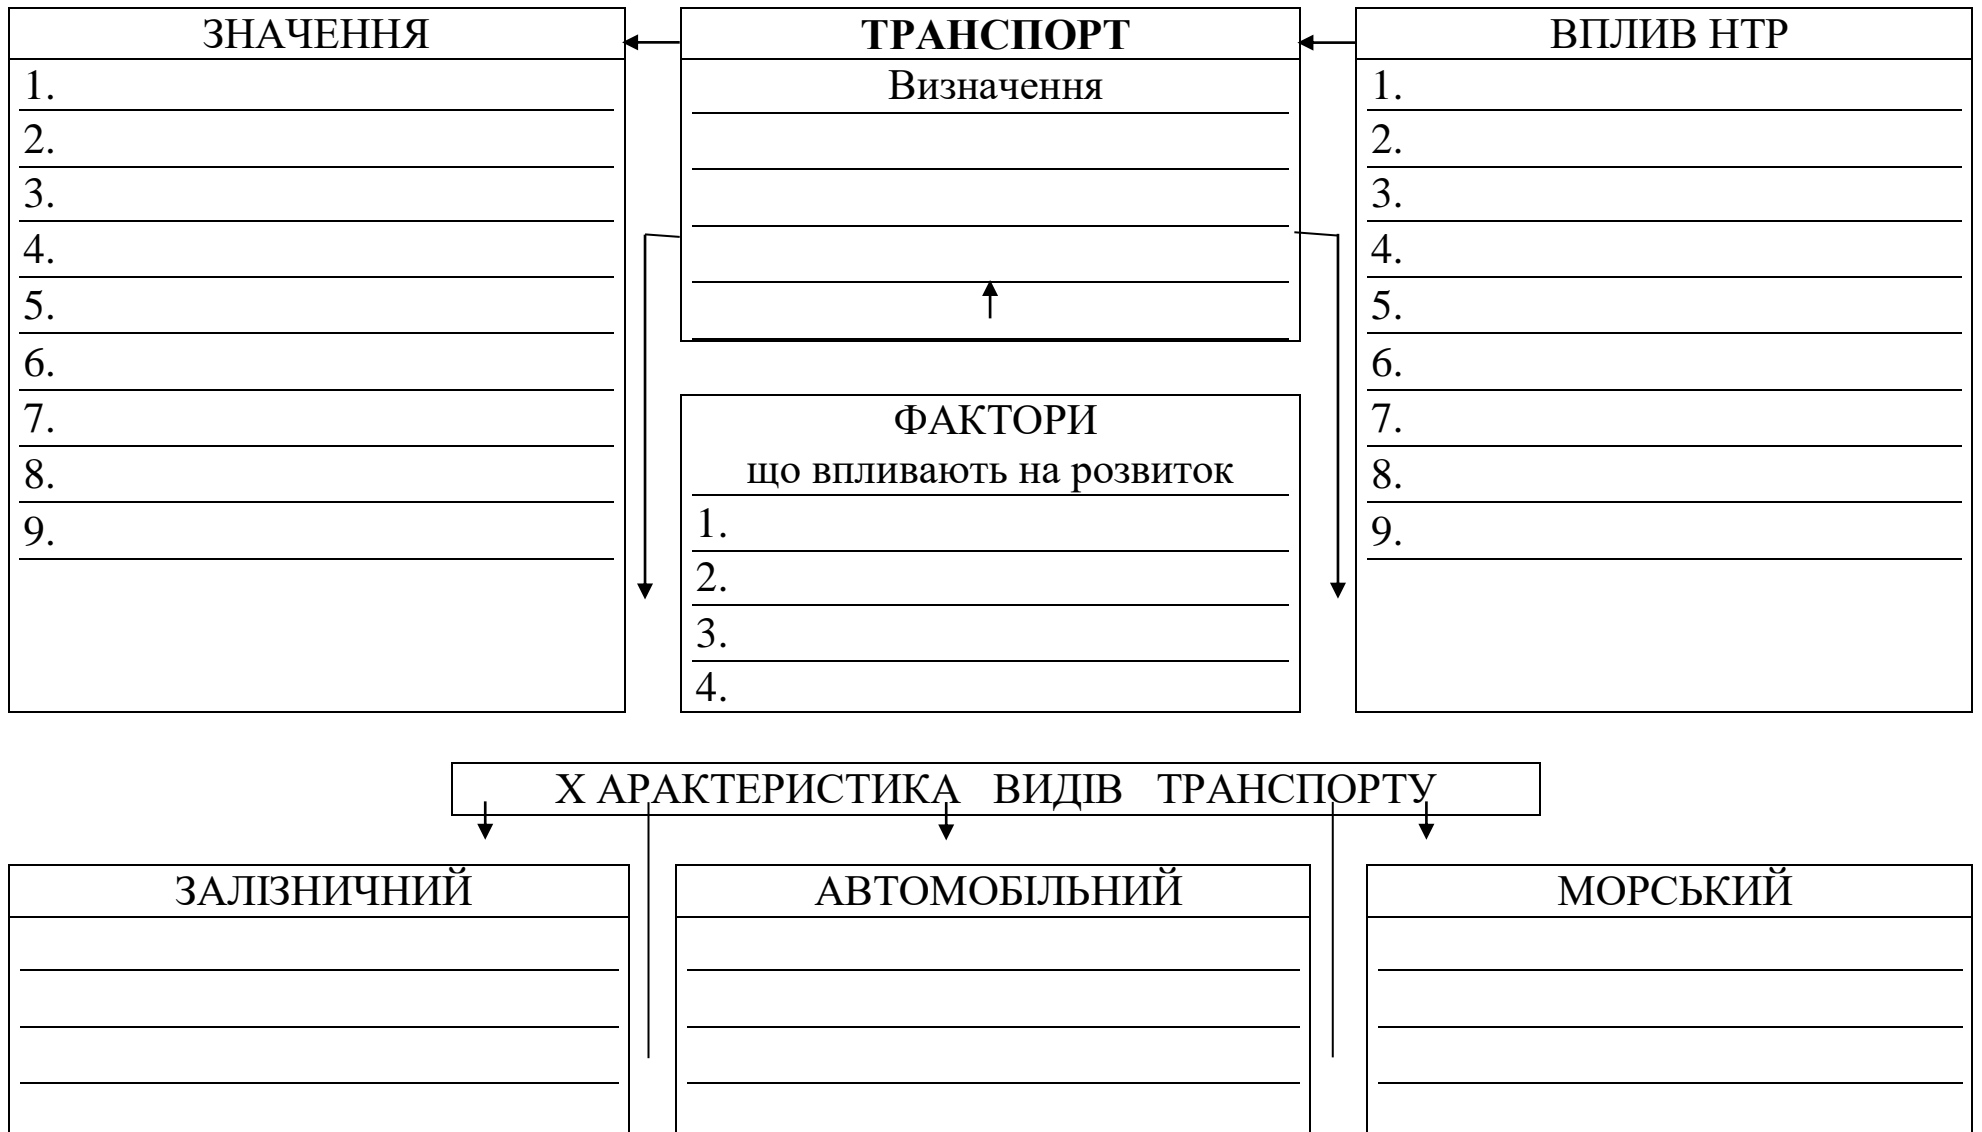 ЗНАЧЕННЯ
1.
2.
3.
4.
5.
6.
7.
8.
9.
ТРАНСПОРТ
Визначення
ФАКТОРИ
що впливають на розвиток
1.
2.
3.
4.
ВПЛИВ НТР
1.
2.
3.
4.
5.
6.
7.
8.
9.
Х АРАКТЕРИСТИКА ВИДІВ ТРАНСПОРТУ
ЗАЛІЗНИЧНИЙ
АВТОМОБІЛЬНИЙ
МОРСЬКИЙ